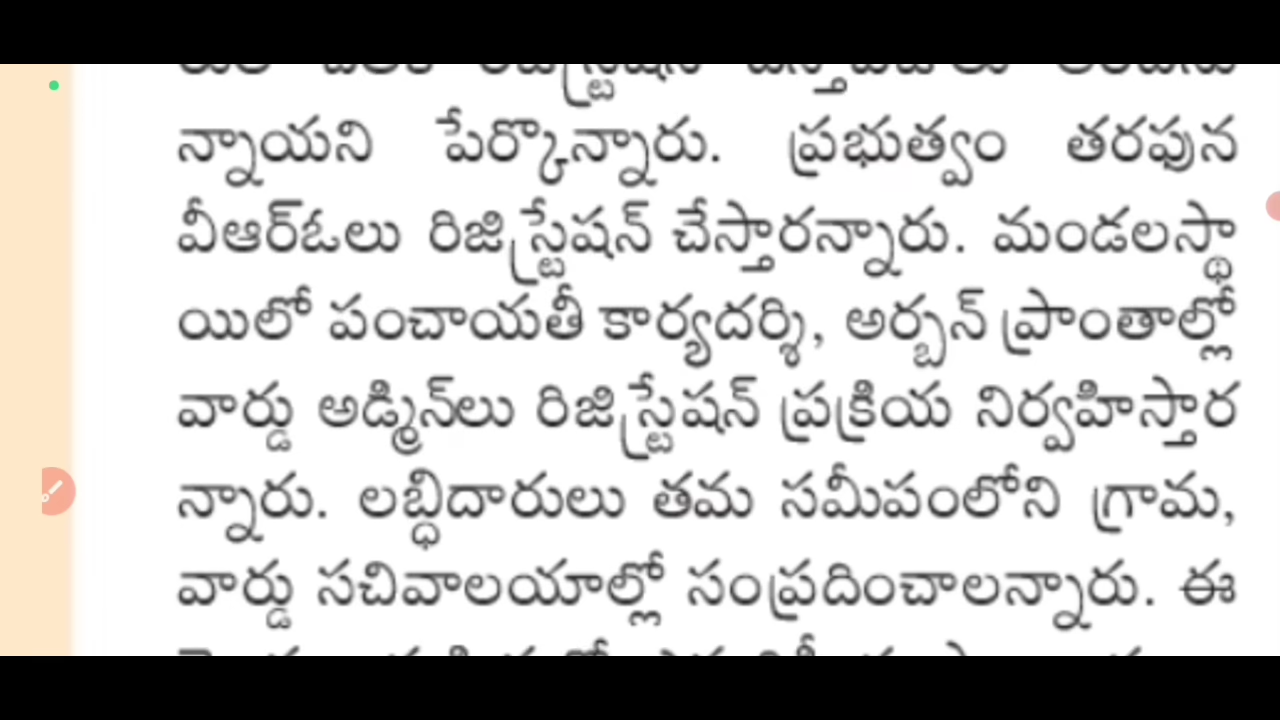 న్నాయని పేర్కొన్నారు. ప్రభుత్వం తరఫున
వీఆర్ఓలు రిజిస్ట్రేషన్ చేస్తారన్నారు. మండలస్థా
యిలో పంచాయతీ కార్యదర్శి, అర్బన్ ప్రాంతాల్లో
వార్డు అడ్మిన్‌లు రిజిస్ట్రేషన్ ప్రక్రియ నిర్వహిస్తార
న్నారు. లబ్ధిదారులు తమ సమీపంలోని గ్రామ,
వార్డు సచివాలయాల్లో సంప్రదించాలన్నారు. ఈ